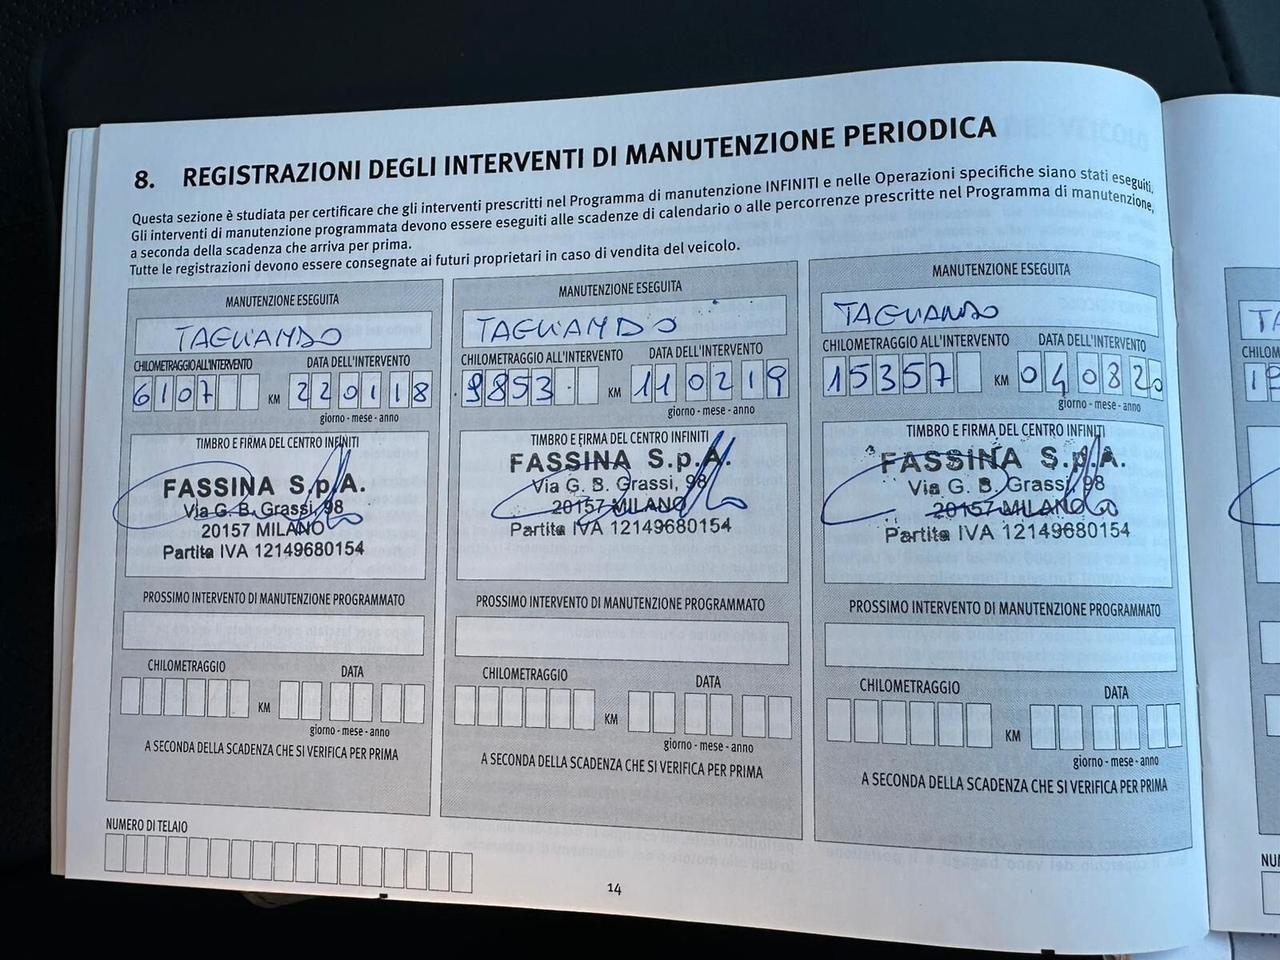 8. REGISTRAZIONI DEGLI INTERVENTI DI MANUTENZIONE PERIODICA
Questa sezione è studiata per certificare che gli interventi prescritti nel Programma di manutenzione INFINITI e nelle Operazioni specifiche siano stati eseguiti,
Gli interventi di manutenzione programmata devono essere eseguiti alle scadenze di calendario o alle percorrenze prescritte nel Programma di manutenzione,
a seconda della scadenza che arriva per prima.
Tutte le registrazioni devono essere consegnate ai futuri proprietari in caso di vendita del veicolo.
MANUTENZIONE ESEGUITA
TAGLIANDO
CHILOMETRAGGIO ALL'INTERVENTO DATA DELL'INTERVENTO
6107 KM 220118
giorno - mese - anno
TIMBRO E FIRMA DEL CENTRO INFINITI
FASSINA S.p.A.
Via G. B. Grassi, 98
20157 MILANO
Partita IVA 12149680154
PROSSIMO INTERVENTO DI MANUTENZIONE PROGRAMMATO
CHILOMETRAGGIO DATA
KM
giorno - mese - anno
A SECONDA DELLA SCADENZA CHE SI VERIFICA PER PRIMA
MANUTENZIONE ESEGUITA
TAGLIANDO
CHILOMETRAGGIO ALL'INTERVENTO DATA DELL'INTERVENTO
9853 KM 110219
giorno - mese - anno
TIMBRO E FIRMA DEL CENTRO INFINITI
FASSINA S.p.A.
Via G. B. Grassi, 98
20157 MILANO
Partita IVA 12149680154
PROSSIMO INTERVENTO DI MANUTENZIONE PROGRAMMATO
CHILOMETRAGGIO DATA
KM
giorno - mese - anno
A SECONDA DELLA SCADENZA CHE SI VERIFICA PER PRIMA
MANUTENZIONE ESEGUITA
TAGLIANDO
CHILOMETRAGGIO ALL'INTERVENTO DATA DELL'INTERVENTO
15357 KM 040820
giorno - mese - anno
TIMBRO E FIRMA DEL CENTRO INFINITI
FASSINA S.p.A.
Via G. B. Grassi, 98
20157 MILANO
Partita IVA 12149680154
PROSSIMO INTERVENTO DI MANUTENZIONE PROGRAMMATO
CHILOMETRAGGIO DATA
KM
giorno - mese - anno
A SECONDA DELLA SCADENZA CHE SI VERIFICA PER PRIMA
NUMERO DI TELAIO
14